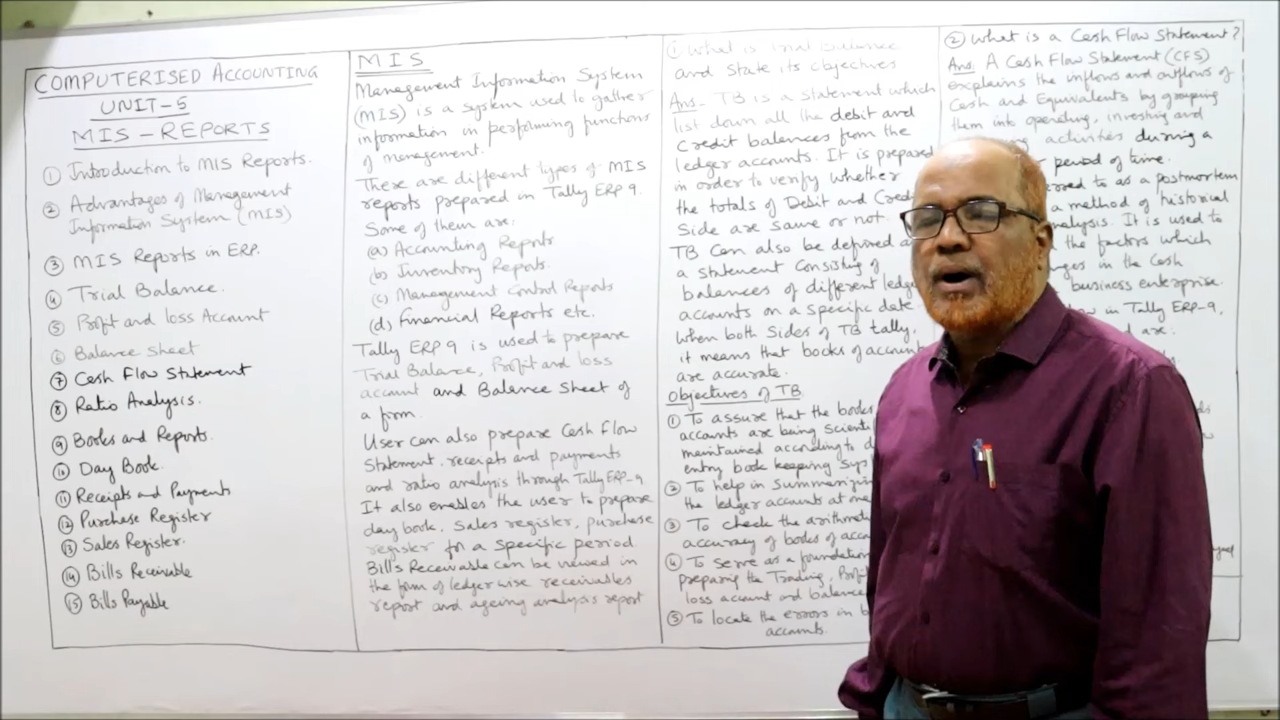 COMPUTERISED ACCOUNTING
UNIT-5
MIS-REPORTS
① Introduction to MIS Reports.
② Advantages of Management
Information System (MIS)
③ MIS Reports in ERP.
④ Trial Balance.
⑤ Profit and loss Account
⑥ Balance Sheet
⑦ Cash Flow Statement
⑧ Ratio Analysis.
⑨ Books and Reports.
⑩ Day Book.
⑪ Receipts and Payments
⑫ Purchase Register
⑬ Sales Register.
⑭ Bills Receivable
⑮ Bills Payable
MIS
Management Information System
(MIS) is a system used to gather
information in performing functions
of management.
There are different types of MIS
reports prepared in Tally ERP 9.
Some of them are:
(a) Accounting Reports
(b) Inventory Reports.
(c) Management Control Reports
(d) Financial Reports etc.
Tally ERP 9 is used to prepare
Trial Balance, Profit and loss
account and Balance Sheet of
a form.
User can also prepare Cash Flow
Statement, receipts and payments
and ratio analysis through Tally ERP-9
It also enables the user to prepare
day book, Sales register, purchase
register for a specific period.
Bills Receivable can be viewed in
the form of ledger wise receivables
report and ageing analysis report
① What is Trial Balance
and State its objectives
Ans- TB is a statement which
list down all the debit and
Credit balances from the
ledger accounts. It is prepared
in order to verify whether
the totals of Debit and
Side are same or not.
TB Can also be defined
a statement consisting of
balances of different
accounts on a specific date
When both Sides of TB tally,
it means that books of
are accurate.
Objectives of TB
① To assure that the books
accounts are being
maintained according to
entry book keeping
② To help in
the ledger accounts at
③ To check the
accuracy of books of
④ To serve as a foundation
preparing the Trading,
loss account and
⑤ To locate the errors in
accounts.
② What is a Cash Flow Statement?
Ans: A Cash Flow Statement (CFS)
explains the inflows and outflows of
Cash and Equivalents by grouping
them into operating, investing and
activities during a
period of time.
to as a postmortem
a method of historical
It is used to
the factors which
in the Cash
business enterprise.
in Tally ERP-9,
are: